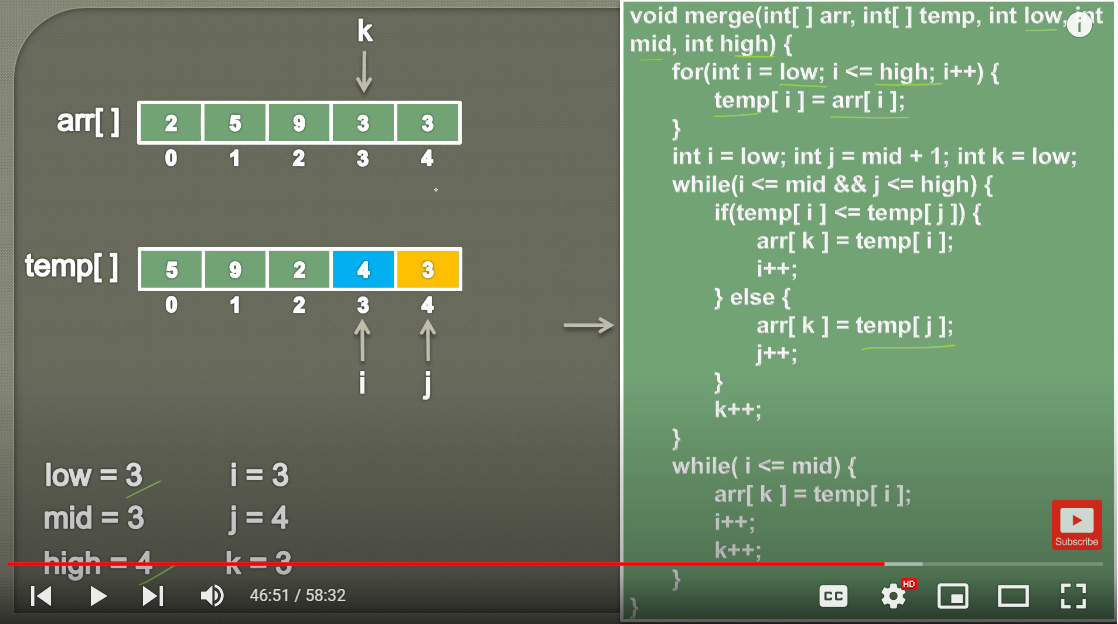 k
arr[ ]
2 5 9 3 3
0 1 2 3 4
temp[ ]
5 9 2 4 3
0 1 2 3 4
i j
low = 3 i = 3
mid = 3 j = 4
high = 4 k = 3
void merge(int[ ] arr, int[ ] temp, int low, int
mid, int high) {
for(int i = low; i <= high; i++) {
temp[ i ] = arr[ i ];
}
int i = low; int j = mid + 1; int k = low;
while(i <= mid && j <= high) {
if(temp[ i ] <= temp[ j ]) {
arr[ k ] = temp[ i ];
i++;
} else {
arr[ k ] = temp[ j ];
j++;
}
k++;
}
while( i <= mid) {
arr[ k ] = temp[ i ];
i++;
k++;
}
}
i
Subscribe
46:51 / 58:32
CC
HD